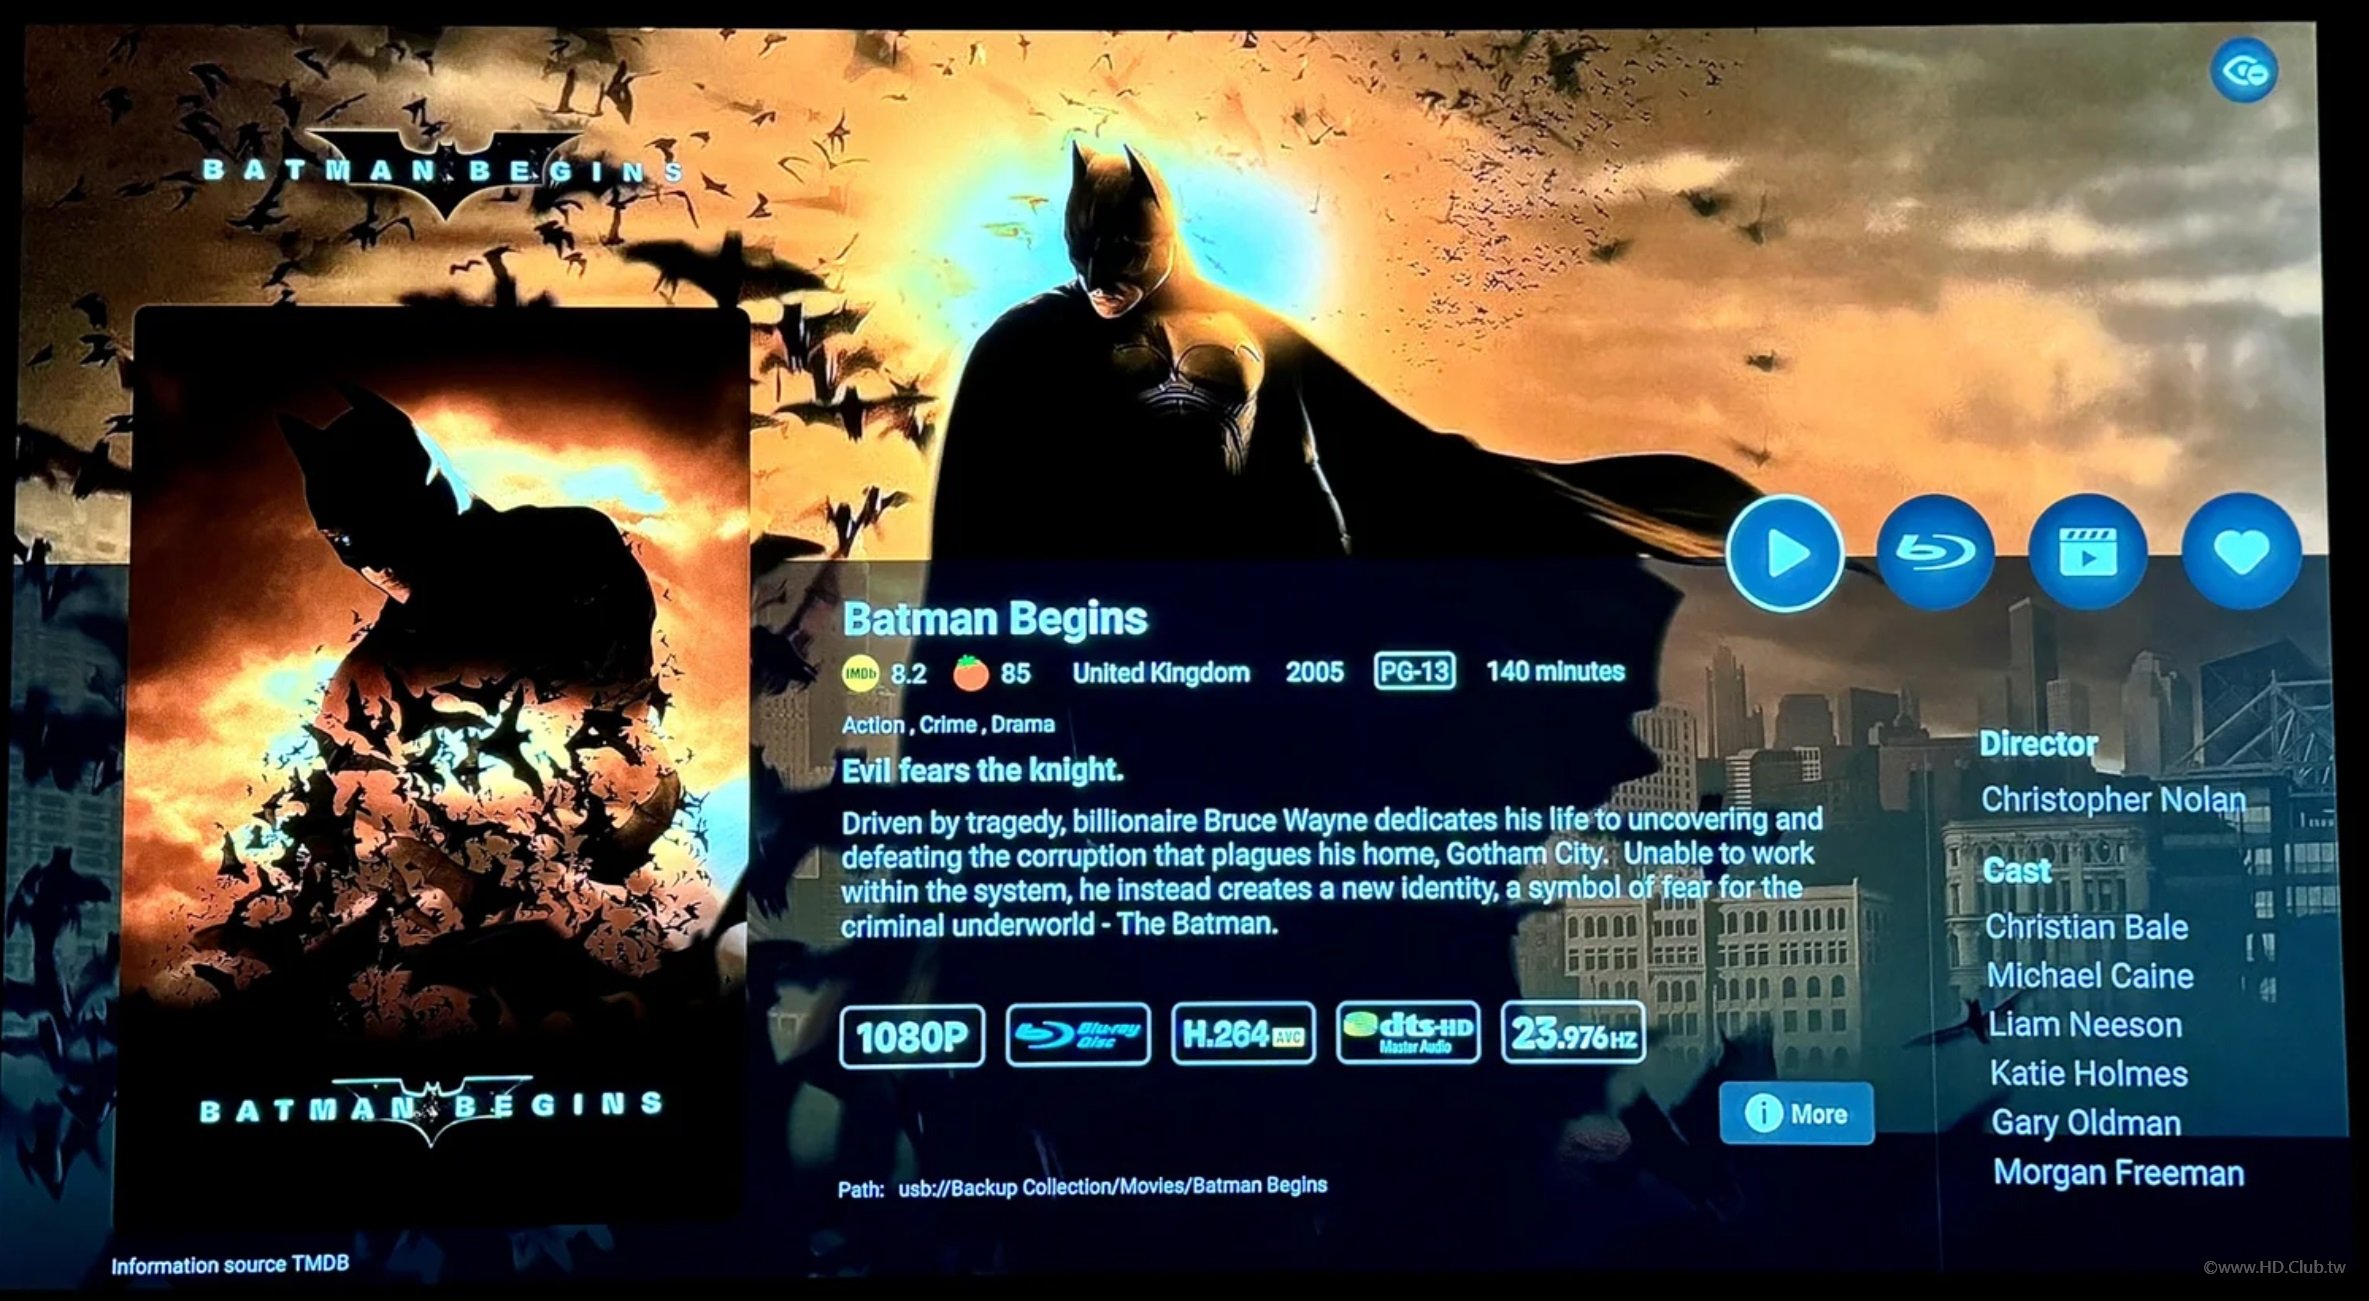 BATMAN BEGINS
Batman Begins
IMDb 8.2 85 United Kingdom 2005 PG-13 140 minutes
Action , Crime , Drama
Evil fears the knight.
Driven by tragedy, billionaire Bruce Wayne dedicates his life to uncovering and
defeating the corruption that plagues his home, Gotham City. Unable to work
within the system, he instead creates a new identity, a symbol of fear for the
criminal underworld - The Batman.
1080P Blu-ray Disc H.264 AVC dts-HD Master Audio 23.976HZ
More
Path: usb://Backup Collection/Movies/Batman Begins
Director
Christopher Nolan
Cast
Christian Bale
Michael Caine
Liam Neeson
Katie Holmes
Gary Oldman
Morgan Freeman
BATMAN BEGINS
Information source TMDB
©www.HD.Club.tw